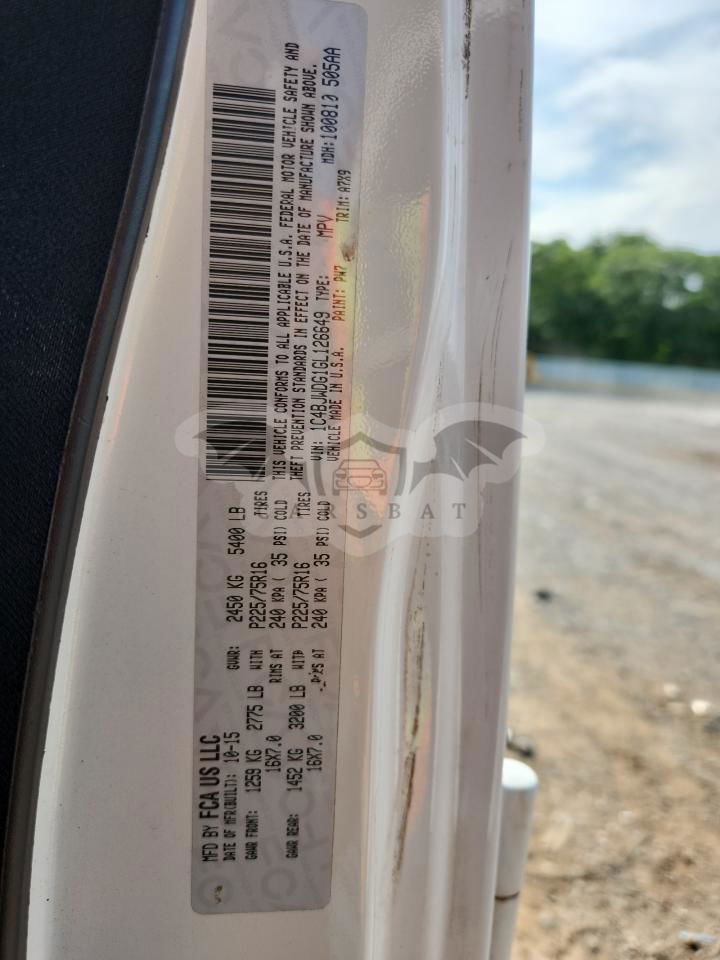 MFD BY FCA US LLC
DATE OF MFR(BUILT): 10-15 GVWR: 2450 KG 5400 LB
GAWR FRONT: 1259 KG 2775 LB WITH P225/75R16 TIRES
16X7.0 RIMS AT 240 KPA ( 35 PSI) COLD
GAWR REAR: 1452 KG 3200 LB WITH P225/75R16 TIRES
16X7.0 RIMS AT 240 KPA ( 35 PSI) COLD
THIS VEHICLE CONFORMS TO ALL APPLICABLE U.S.A. FEDERAL MOTOR VEHICLE SAFETY AND
THEFT PREVENTION STANDARDS IN EFFECT ON THE DATE OF MANUFACTURE SHOWN ABOVE.
VIN: 1C4BJWDG1GL126649 TYPE: MPV MDH:100810 505AA
VEHICLE MADE IN U.S.A. PAINT: PW7 TRIM: A7X9
RSBAT